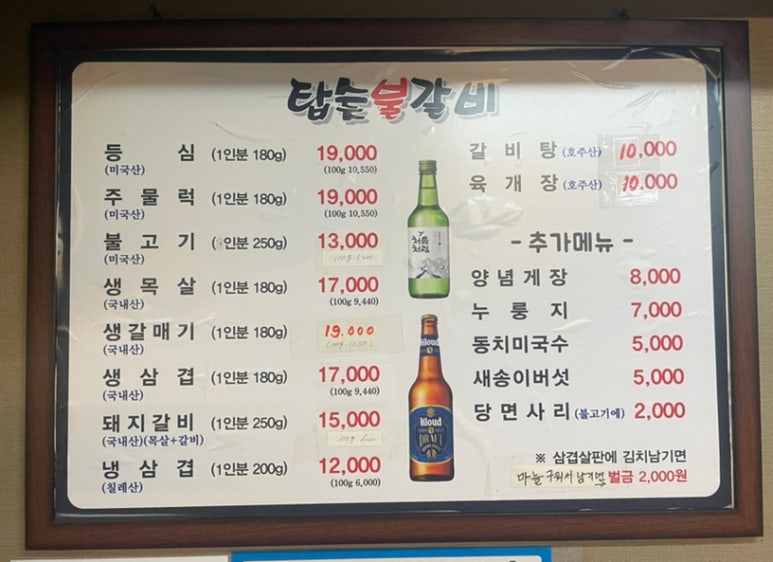 탑숯불갈비
등심 (1인분 180g) 19,000
(미국산) (100g 10,550)
주물럭 (1인분 180g) 19,000
(미국산) (100g 10,550)
불고기 (1인분 250g) 13,000
(미국산)
생목살 (1인분 180g) 17,000
(국내산) (100g 9,440)
생갈매기 (1인분 180g) 19.000
(국내산)
생삼겹 (1인분 180g) 17,000
(국내산) (100g 9,440)
돼지갈비 (1인분 250g) 15,000
(국내산)(목살+갈비)
냉삼겹 (1인분 200g) 12,000
(칠레산) (100g 6,000)
처음
처럼
Kloud
Kloud
DRAFT
갈비탕 (호주산) 10,000
육개장 (호주산) 10.000
- 추가메뉴 -
양념게장 8,000
누룽지 7,000
동치미국수 5,000
새송이버섯 5,000
당면사리 (불고기에) 2,000
※ 삼겹살판에 김치남기면
마늘 구워서 남기면 벌금 2,000원